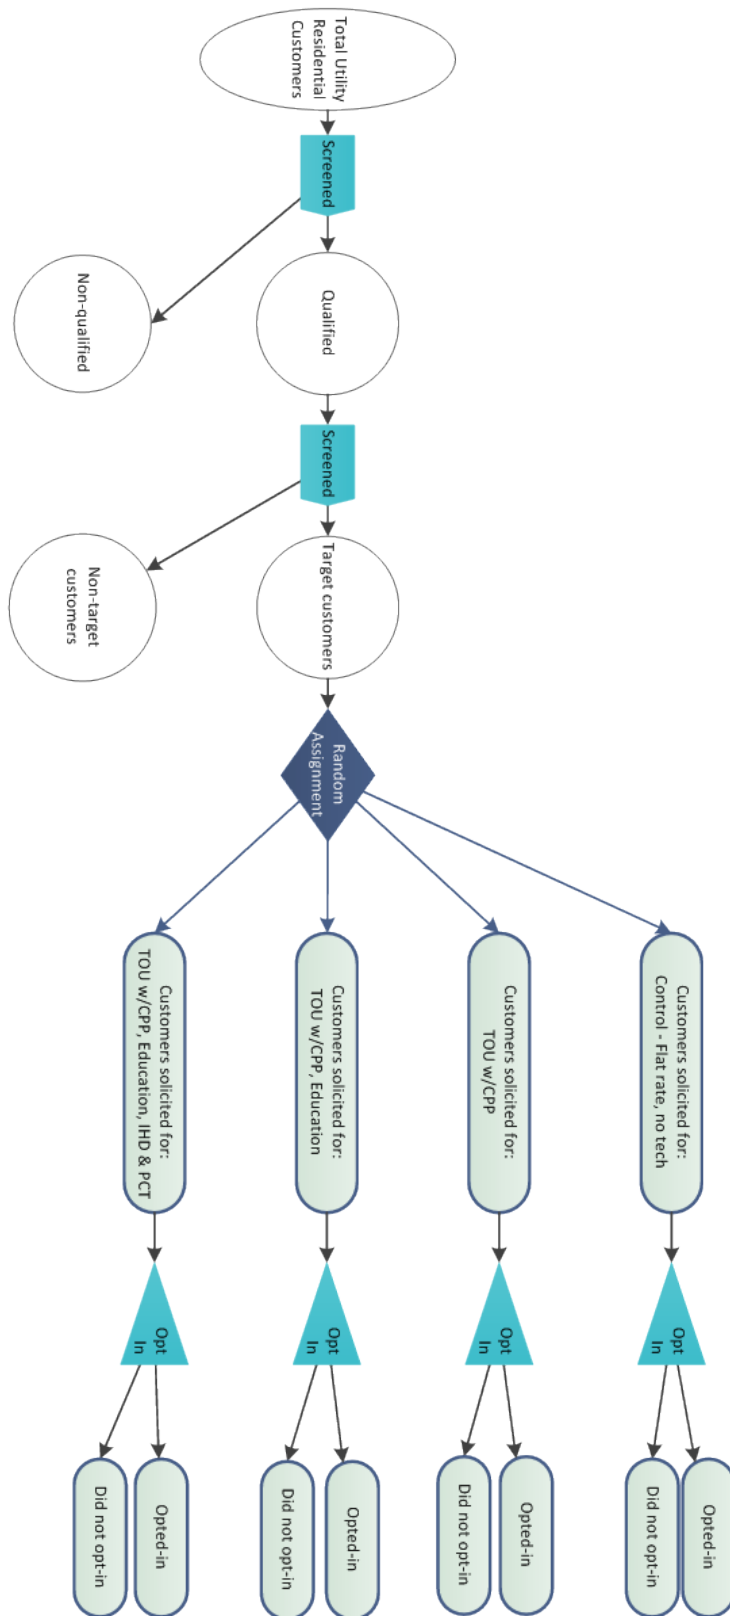 Total Utility
Residential
Customers
Screened
Qualified
Non-qualified
Screened
Target customers
Non-target
customers
Random
Assignment
Customers solicited for:
Control - Flat rate, no tech
Opt
In
Opted-in
Did not opt-in
Customers solicited for:
TOU w/CPP
Opt
In
Opted-in
Did not opt-in
Customers solicited for:
TOU w/CPP, Education
Opt
In
Opted-in
Did not opt-in
Customers solicited for:
TOU w/CPP, Education, IHD & PCT
Opt
In
Opted-in
Did not opt-in